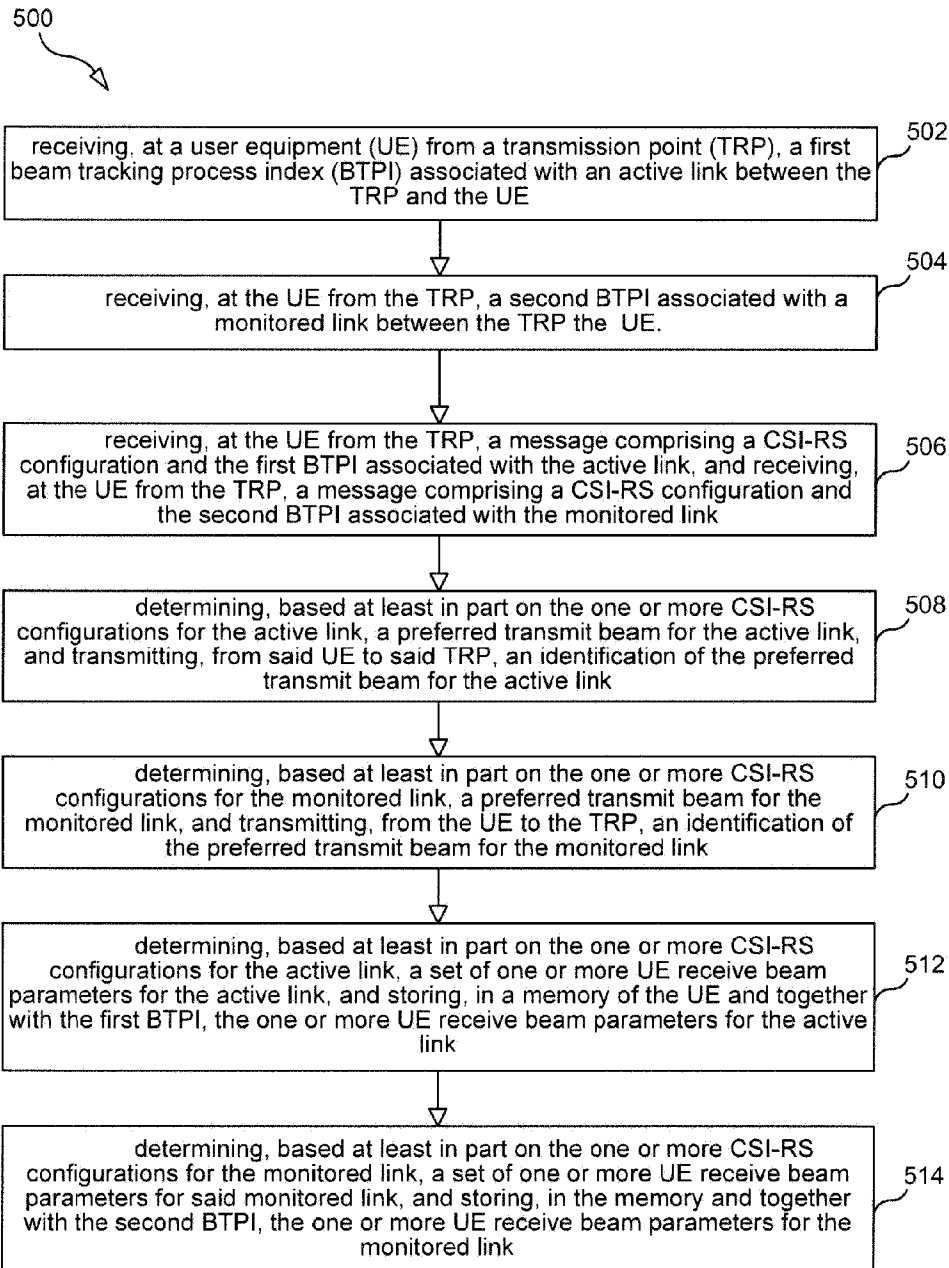 500
receiving, at a user equipment (UE) from a transmission point (TRP), a first
beam tracking process index (BTPI) associated with an active link between the
TRP and the UE
502
receiving, at the UE from the TRP, a second BTPI associated with a
monitored link between the TRP the UE.
504
receiving, at the UE from the TRP, a message comprising a CSI-RS
configuration and the first BTPI associated with the active link, and receiving,
at the UE from the TRP, a message comprising a CSI-RS configuration and
the second BTPI associated with the monitored link
506
determining, based at least in part on the one or more CSI-RS
configurations for the active link, a preferred transmit beam for the active link,
and transmitting, from said UE to said TRP, an identification of the preferred
transmit beam for the active link
508
determining, based at least in part on the one or more CSI-RS
configurations for the monitored link, a preferred transmit beam for the
monitored link, and transmitting, from the UE to the TRP, an identification of
the preferred transmit beam for the monitored link
510
determining, based at least in part on the one or more CSI-RS
configurations for the active link, a set of one or more UE receive beam
parameters for the active link, and storing, in a memory of the UE and together
with the first BTPI, the one or more UE receive beam parameters for the active
link
512
determining, based at least in part on the one or more CSI-RS
configurations for the monitored link, a set of one or more UE receive beam
parameters for said monitored link, and storing, in the memory and together
with the second BTPI, the one or more UE receive beam parameters for the
monitored link
514